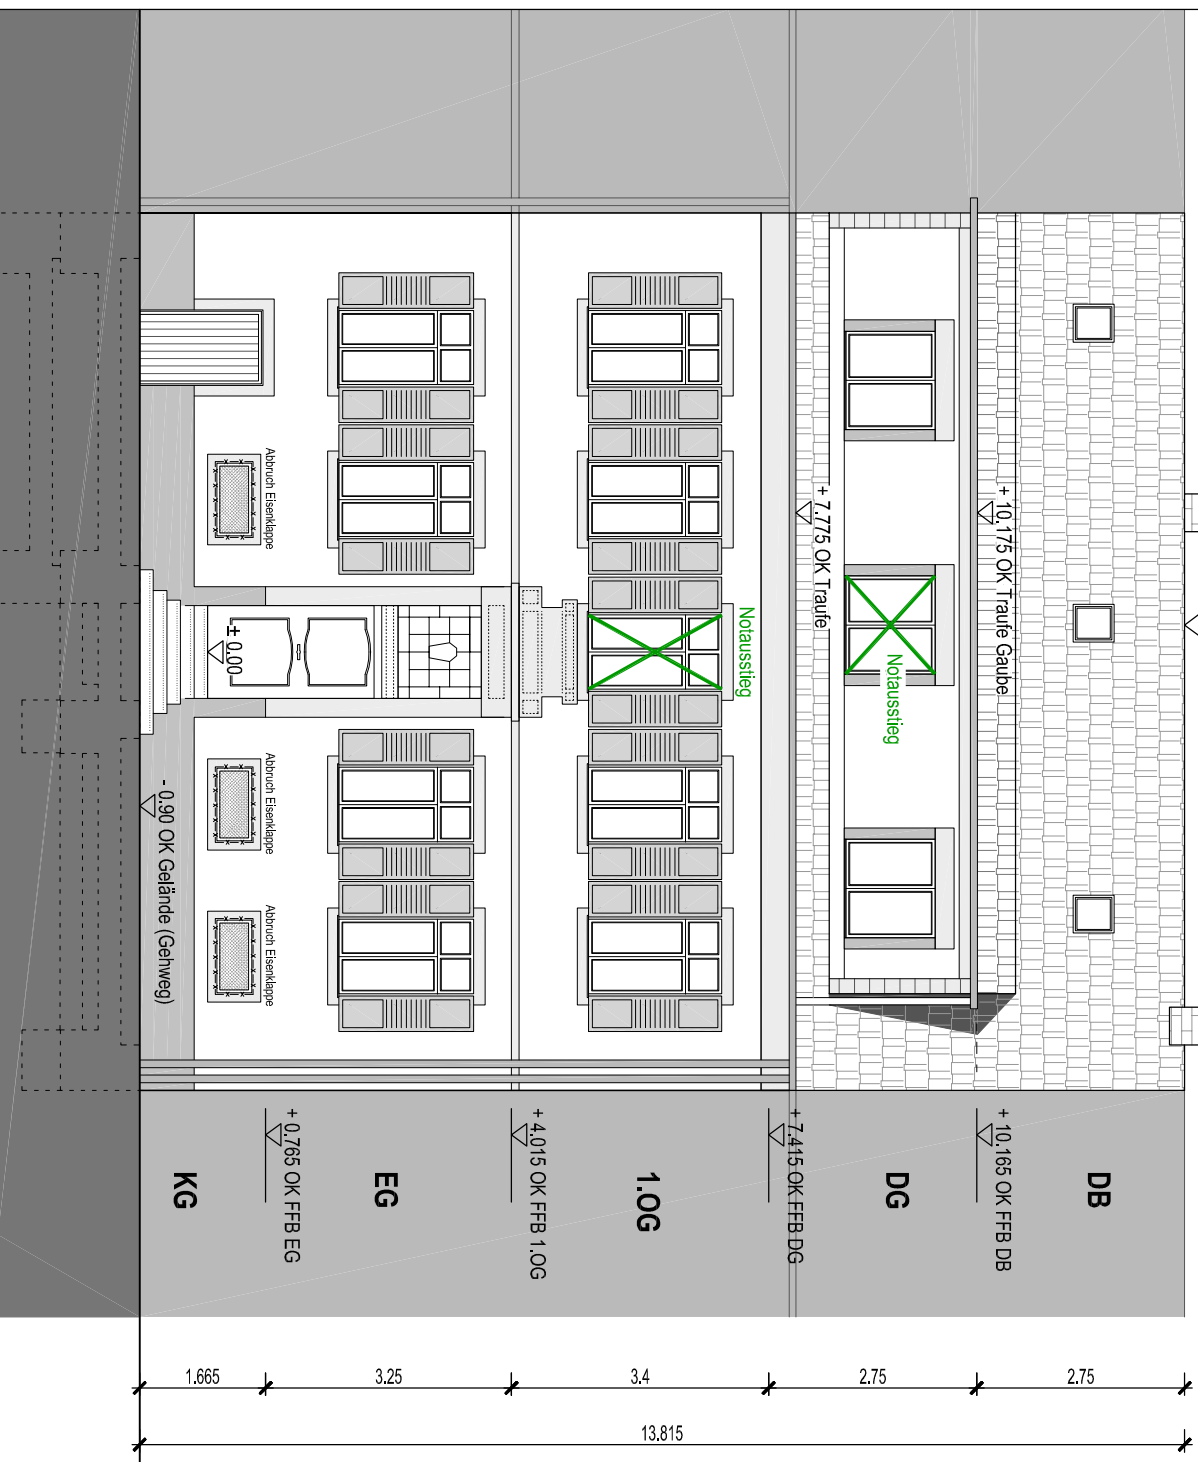 DB
+ 10.165 OK FFB DB
+ 10.175 OK Traufe Gaube
DG
Notausstieg
+ 7.775 OK Traufe
+ 7.415 OK FFB DG
Notausstieg
1.OG
+ 4.015 OK FFB 1.OG
EG
± 0.00
+ 0.765 OK FFB EG
Abbruch Eisenklappe
Abbruch Eisenklappe
Abbruch Eisenklappe
KG
- 0.90 OK Gelände (Gehweg)
1.665
3.25
3.4
2.75
2.75
13.815